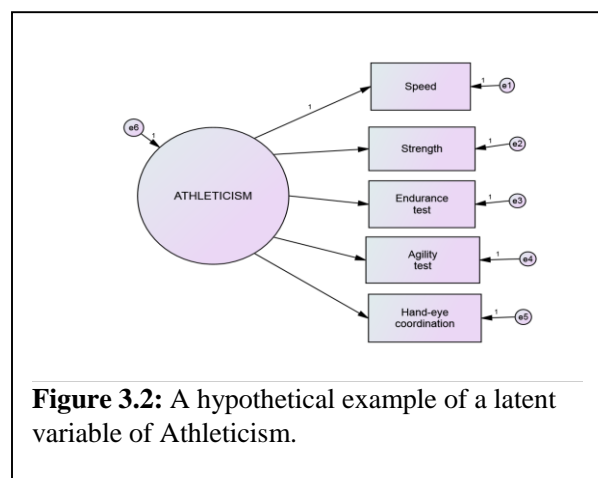 1
Speed
1
e1
e6
1
Strength
1
e2
ATHLETICISM
Endurance
test
1
e3
Agility
test
1
e4
Hand-eye
coordination
1
e5
Figure 3.2: A hypothetical example of a latent
variable of Athleticism.